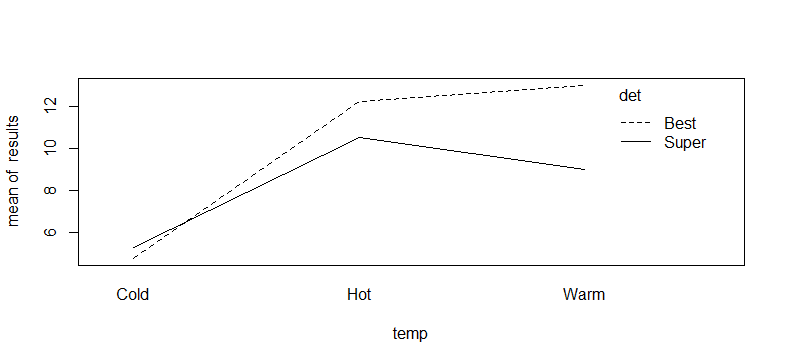 det
Best
Super
mean of results
12
10
8
6
Cold Hot Warm
temp